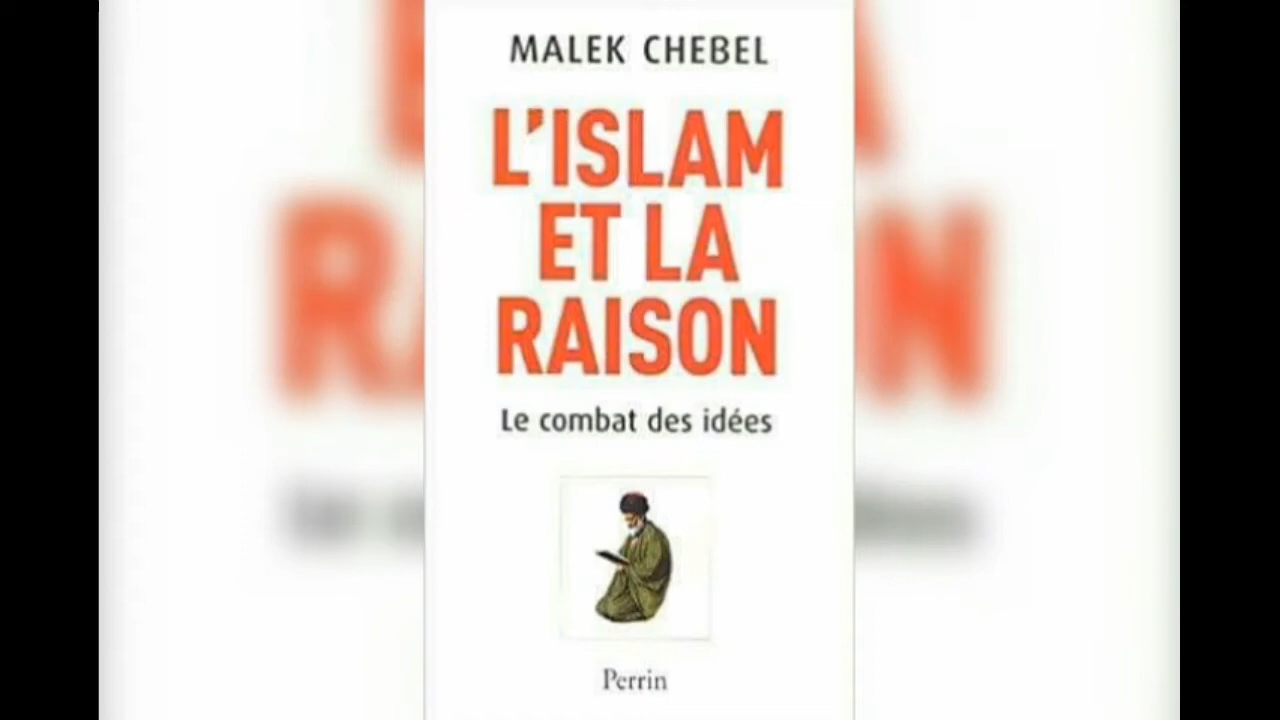 MALEK CHEBEL
L'ISLAM
ET LA
RAISON
Le combat des idées
Perrin